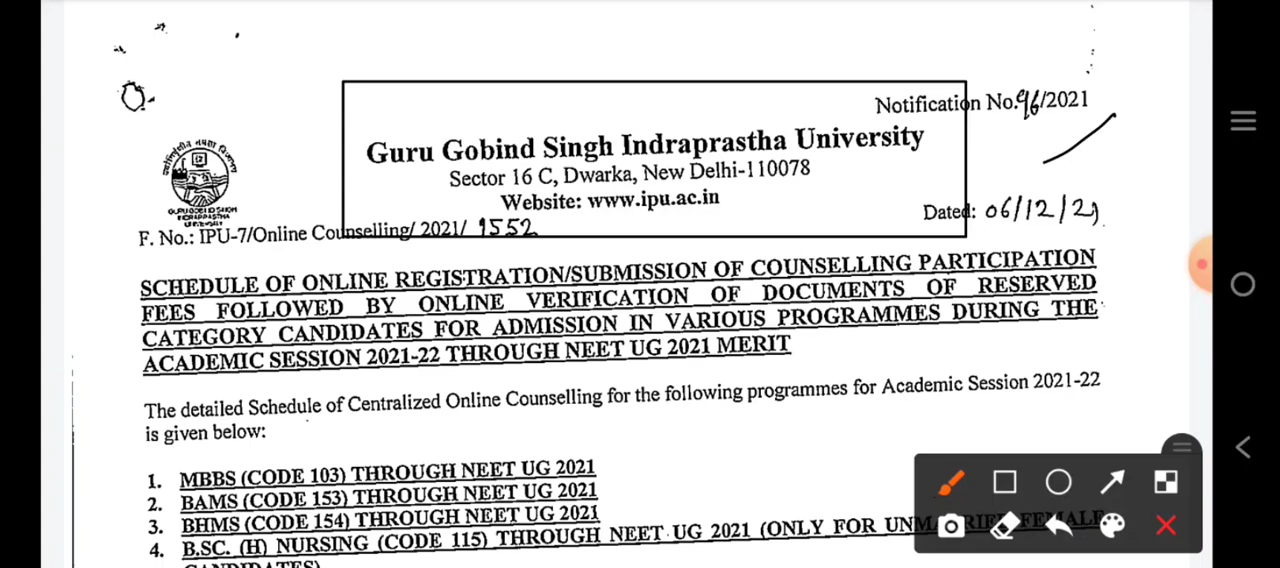 Notification No.96/2021
Guru Gobind Singh Indraprastha University
Sector 16 C, Dwarka, New Delhi-110078
Website: www.ipu.ac.in
Dated: 06/12/21
F. No.: IPU-7/Online Counselling/ 2021/ 1552
SCHEDULE OF ONLINE REGISTRATION/SUBMISSION OF COUNSELLING PARTICIPATION
FEES FOLLOWED BY ONLINE VERIFICATION OF DOCUMENTS OF RESERVED
CATEGORY CANDIDATES FOR ADMISSION IN VARIOUS PROGRAMMES DURING THE
ACADEMIC SESSION 2021-22 THROUGH NEET UG 2021 MERIT
The detailed Schedule of Centralized Online Counselling for the following programmes for Academic Session 2021-22
is given below:
1. MBBS (CODE 103) THROUGH NEET UG 2021
2. BAMS (CODE 153) THROUGH NEET UG 2021
3. BHMS (CODE 154) THROUGH NEET UG 2021
4. B.SC. (H) NURSING (CODE 115) THROUGH NEET UG 2021 (ONLY FOR UNMARRIED FEMALE
CANDIDATES)